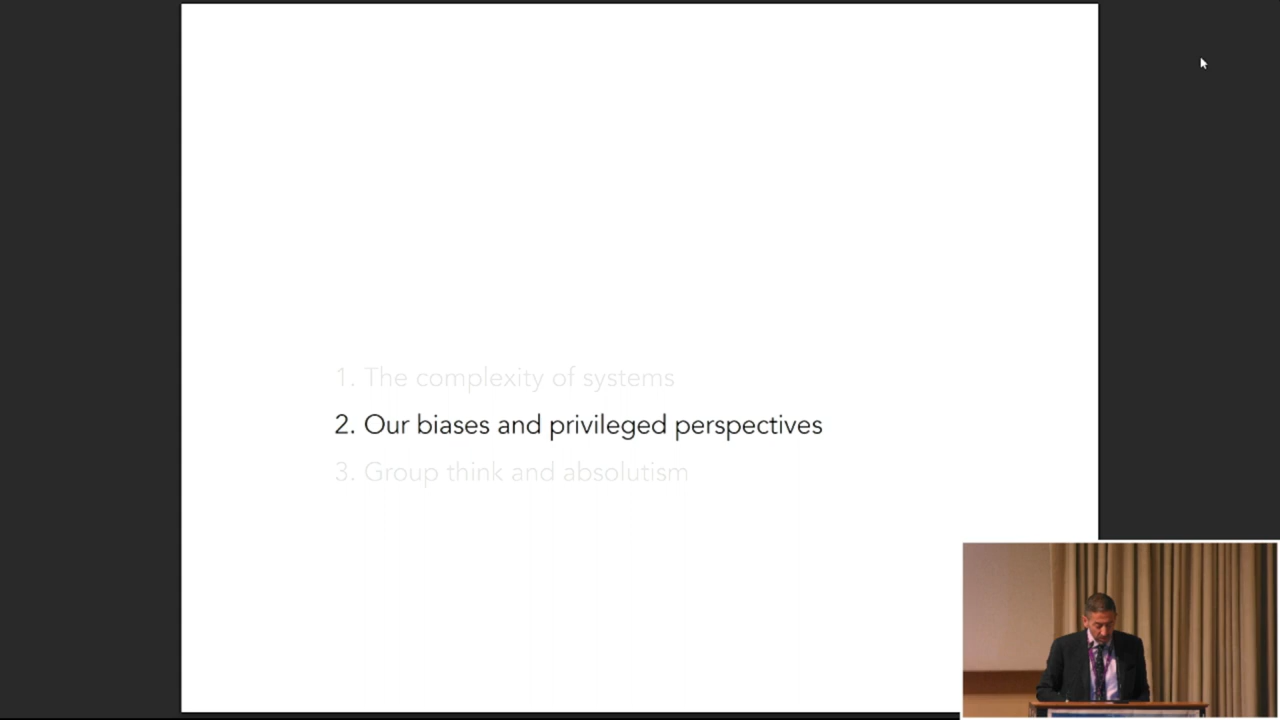 1. The complexity of systems
2. Our biases and privileged perspectives
3. Group think and absolutism